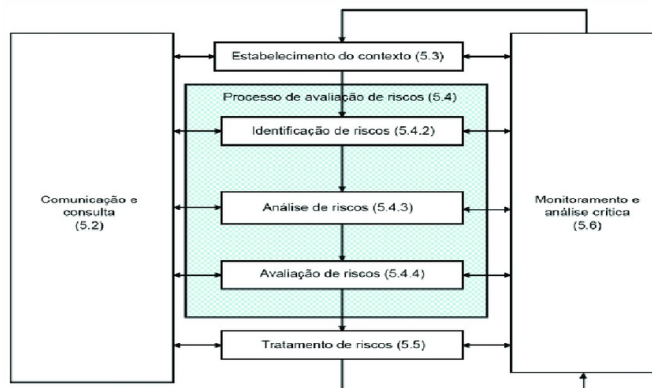 Estabelecimento do contexto (5.3)
Processo de avaliação de riscos (5.4)
Identificação de riscos (5.4.2)
Comunicação e
consulta
(5.2)
Análise de riscos (5.4.3)
Monitoramento e
análise crítica
(5.6)
Avaliação de riscos (5.4.4)
Tratamento de riscos (5.5)